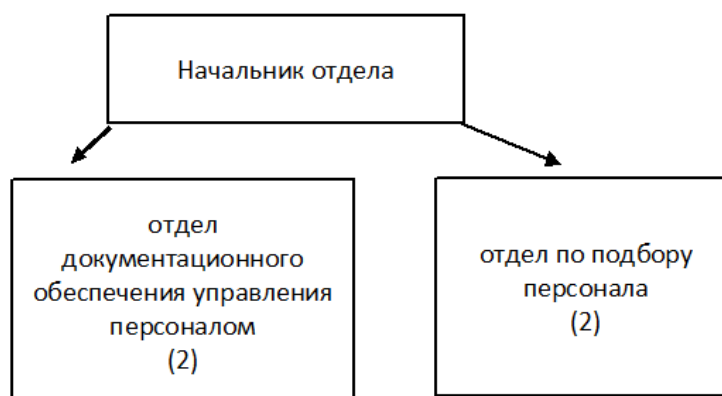 Начальник отдела
отдел
документационного
обеспечения управления
персоналом
(2)
отдел по подбору
персонала
(2)